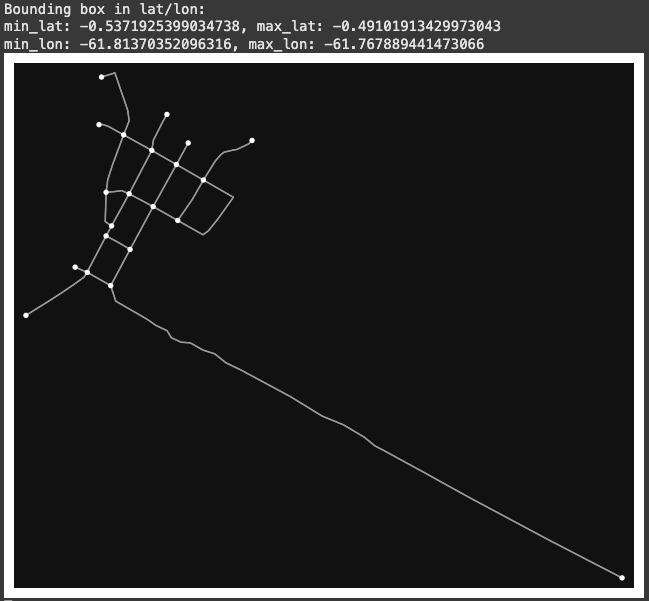 Bounding box in lat/lon:
min_lat: -0.5371925399034738, max_lat: -0.49101913429973043
min_lon: -61.81370352096316, max_lon: -61.767889441473066